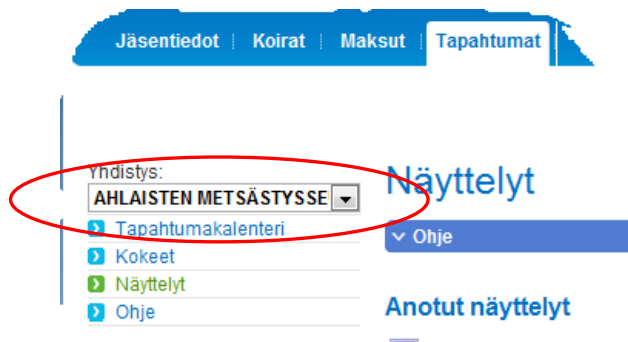 Jäsentiedot Koirat Maksut Tapahtumat
Yhdistys:
AHLAISTEN METSÄSTYSSE
Tapahtumakalenteri
Kokeet
Näyttelyt
Ohje
Näyttelyt
Ohje
Anotut näyttelyt